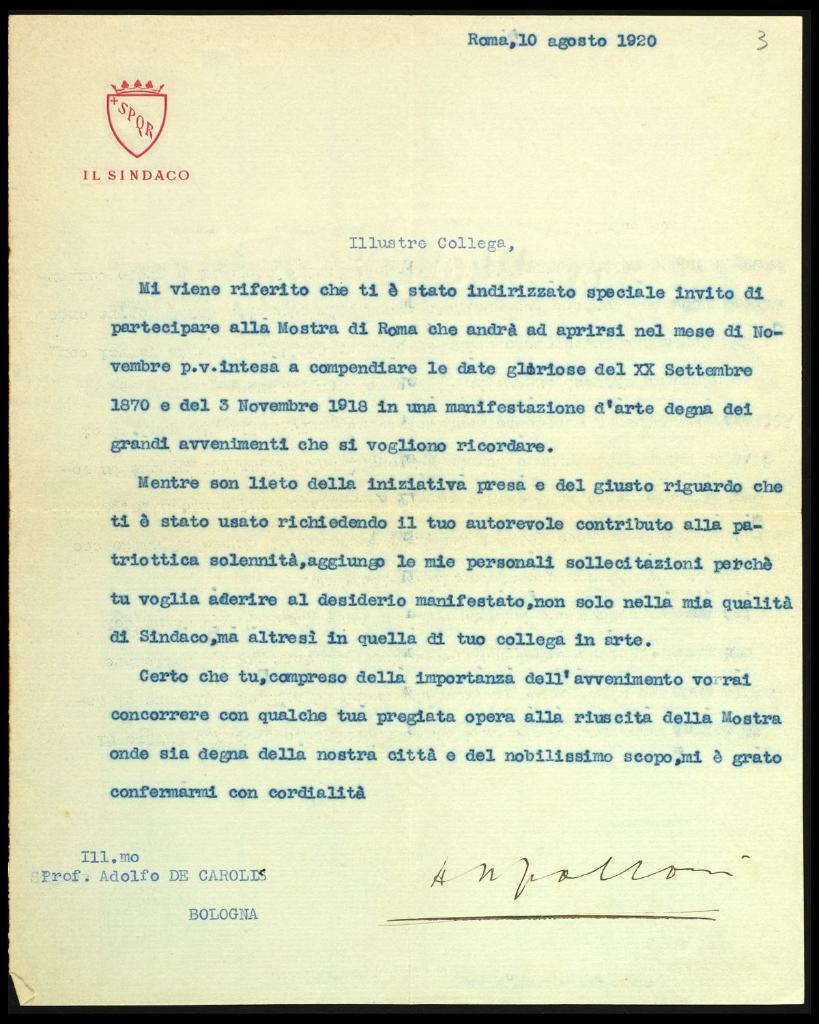 Roma,10 agosto 1920
3
SPQR
IL SINDACO
Illustre Collega,
Mi viene riferito che ti è stato indirizzato speciale invito di
partecipare alla Mostra di Roma che andrà ad aprirsi nel mese di No-
vembre p.v.intesa a compendiare le date gloriose del XX Settembre
1870 e del 3 Novembre 1918 in una manifestazione d'arte degna dei
grandi avvenimenti che si vogliono ricordare.
Mentre son lieto della iniziativa presa e del giusto riguardo che
ti è stato usato richiedendo il tuo autorevole contributo alla pa-
triottica solennità,aggiungo le mie personali sollecitazioni perchè
tu voglia aderire al desiderio manifestato,non solo nella mia qualità
di Sindaco,ma altresì in quella di tuo collega in arte.
Certo che tu,compreso della importanza dell'avvenimento vorrai
concorrere con qualche tua pregiata opera alla riuscita della Mostra
onde sia degna della nostra città e del nobilissimo scopo,mi è grato
confermarmi con cordialità
Ill.mo
Prof. Adolfo DE CAROLIS
BOLOGNA